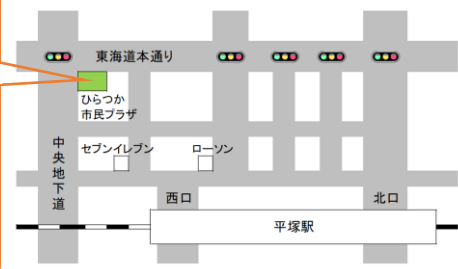 東海道本通り
ひらつか
市民プラザ
中央地下道
セブンイレブン
ローソン
西口
北口
平塚駅